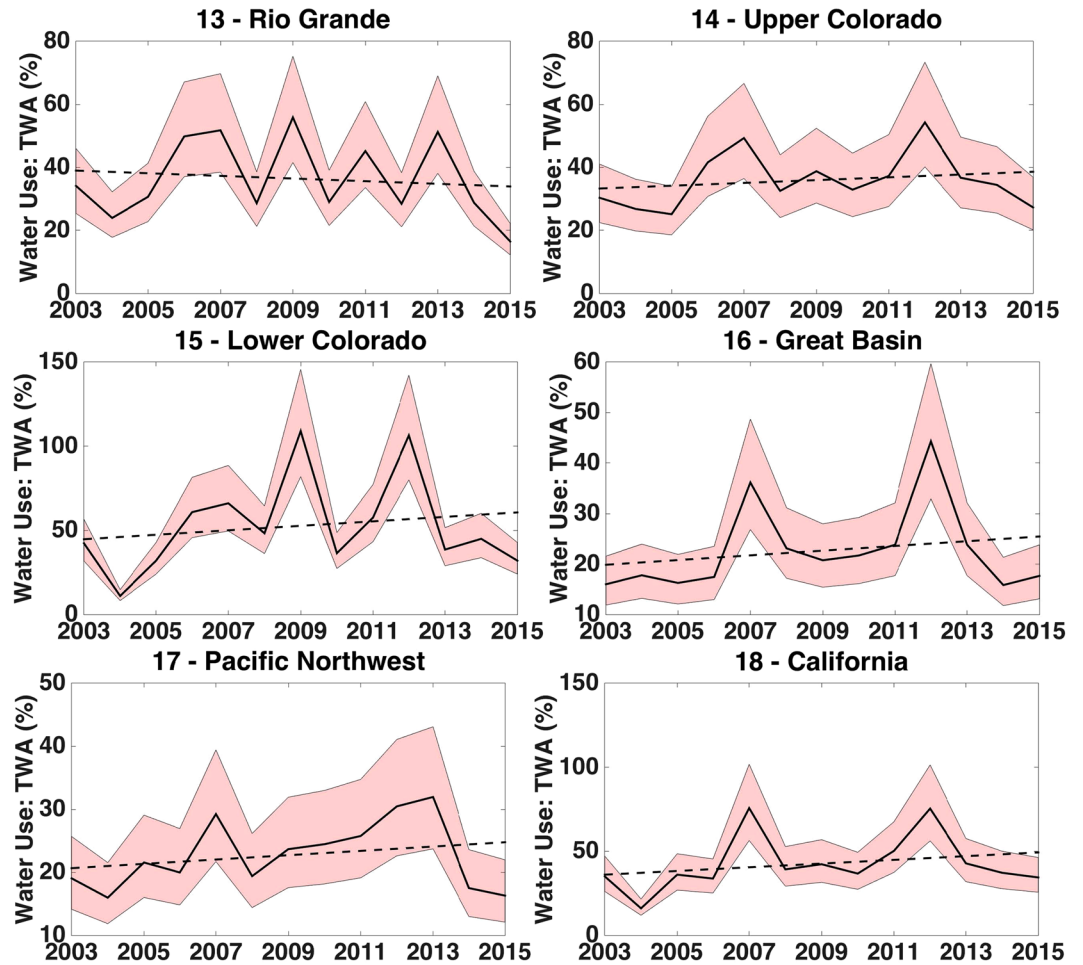 13 - Rio Grande
Water Use: TWA (%)
80
60
40
20
0
2003 2005 2007 2009 2011 2013 2015
14 - Upper Colorado
Water Use: TWA (%)
80
60
40
20
0
2003 2005 2007 2009 2011 2013 2015
15 - Lower Colorado
Water Use: TWA (%)
150
100
50
0
2003 2005 2007 2009 2011 2013 2015
16 - Great Basin
Water Use: TWA (%)
60
50
40
30
20
10
2003 2005 2007 2009 2011 2013 2015
17 - Pacific Northwest
Water Use: TWA (%)
50
40
30
20
10
2003 2005 2007 2009 2011 2013 2015
18 - California
Water Use: TWA (%)
150
100
50
0
2003 2005 2007 2009 2011 2013 2015